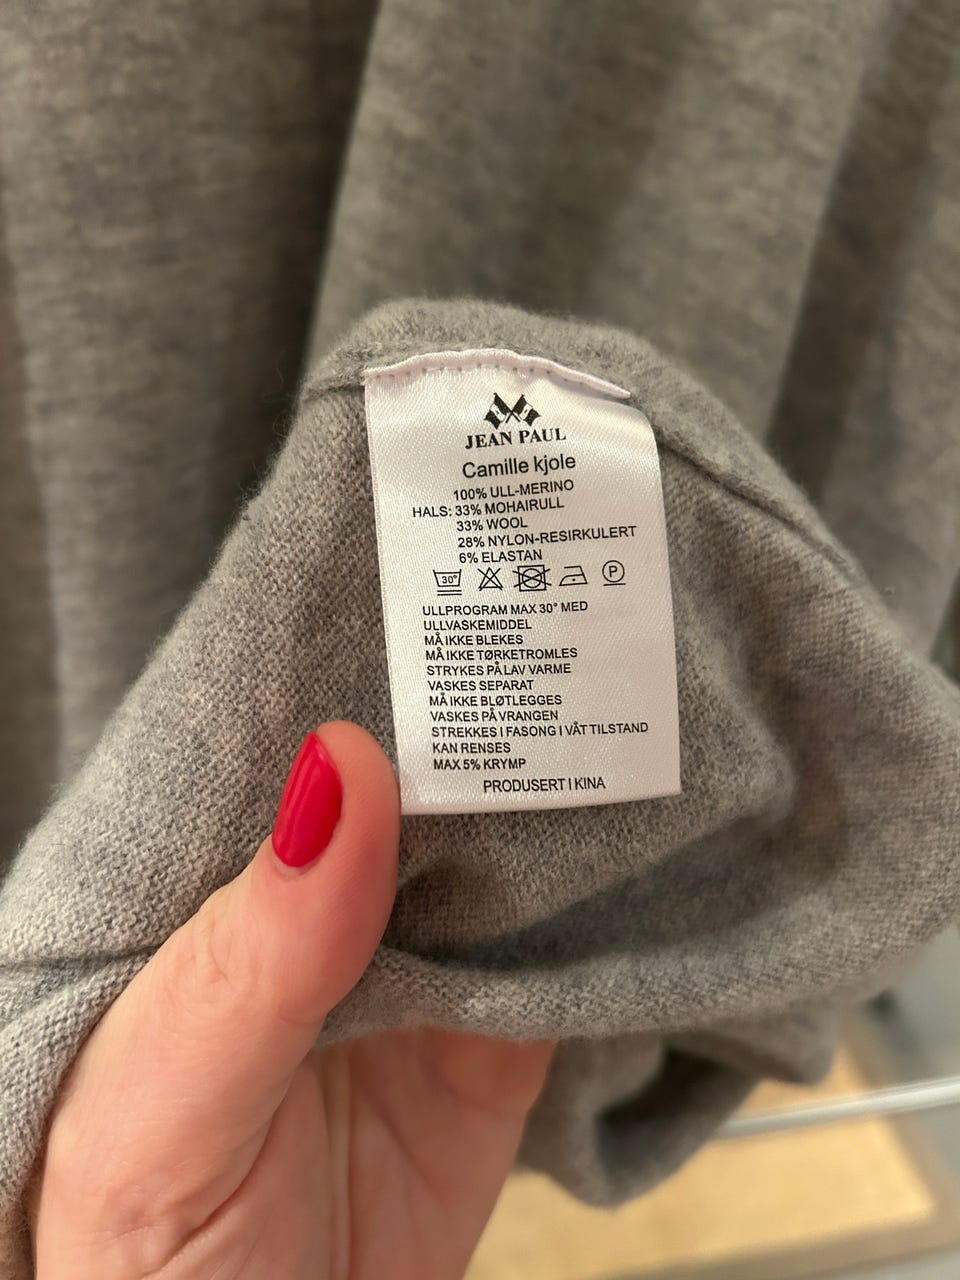 JEAN PAUL
Camille kjole
100% ULL-MERINO
HALS: 33% MOHAIRULL
33% WOOL
28% NYLON-RESIRKULERT
6% ELASTAN
30° P
ULLPROGRAM MAX 30° MED
ULLVASKEMIDDEL
MÅ IKKE BLEKES
MÅ IKKE TØRKETROMLES
STRYKES PÅ LAV VARME
VASKES SEPARAT
MÅ IKKE BLØTLEGGES
VASKES PÅ VRANGEN
STREKKES I FASONG I VÅT TILSTAND
KAN RENSES
MAX 5% KRYMP
PRODUSERT I KINA